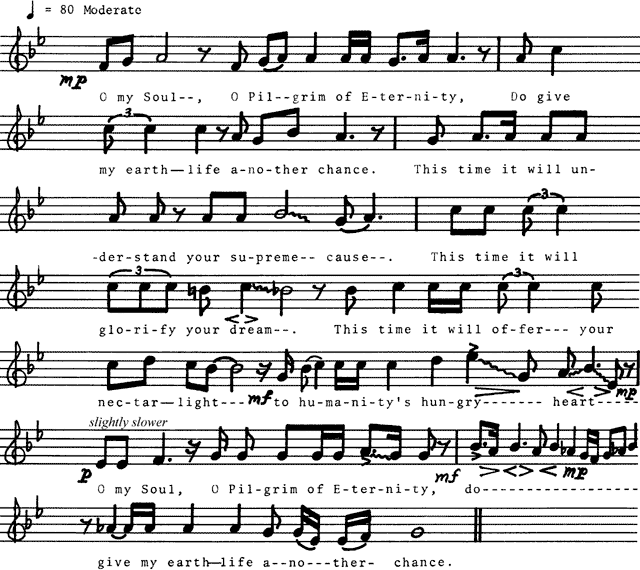 = 80 Moderate
mp
O my Soul--, O Pil--grim of E-ter-ni-ty, Do give
3
my earth—life a-no-ther chance. This time it will un-
3
-der-stand your su-preme-- cause--. This time it will
3 3
glo-ri-fy your dream--. This time it will of-fer--- your
nec-tar—light--- mf to hu-ma-ni-ty's hun-gry------- heart----- mp
slightly slower
p mf mp
O my Soul, O Pil-grim of E-ter-ni-ty, do--------------------
give my earth—life a--no---ther- chance.